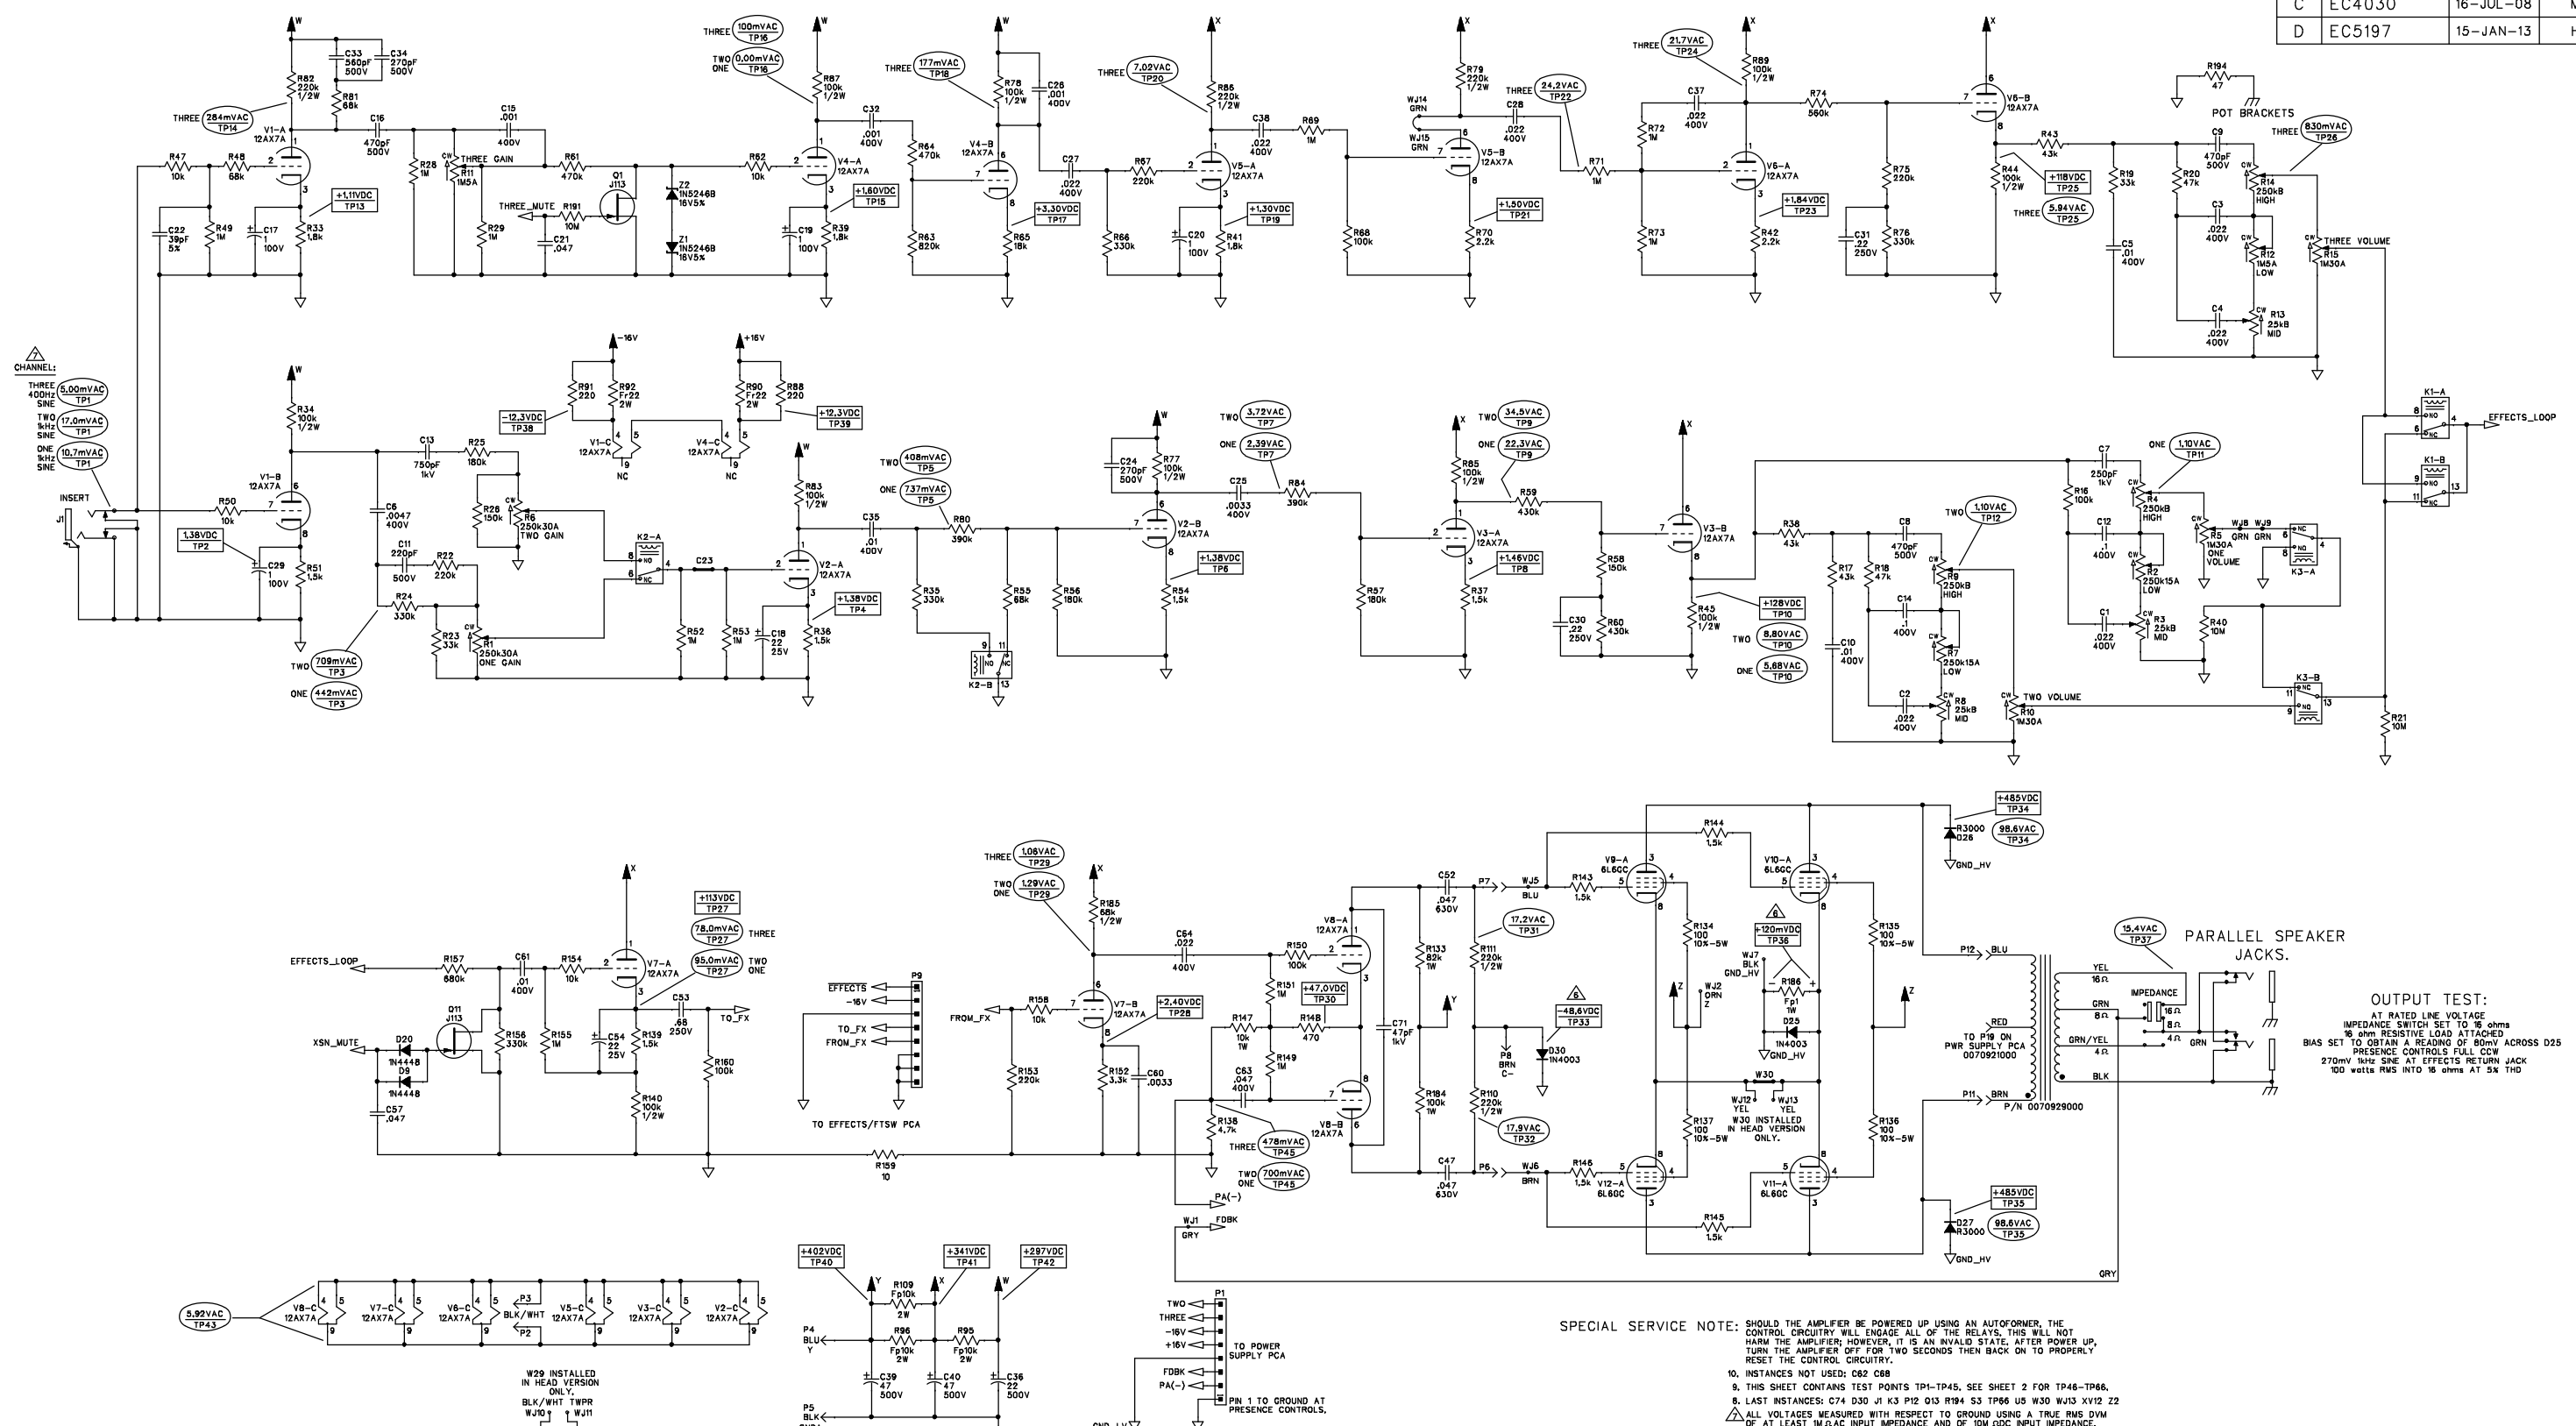 C EC4030 16-JUL-08
D EC5197 15-JAN-13
THREE 284mVAC TP14
R82 220k 1/2W
C33 560pF 500V
C34 270pF 500V
R81 68k
W
V1-A 12AX7A
C16 470pF 500V
C15 .001 400V
R47 10k
R48 68k
R28 1M
THREE GAIN
R11 1M5A
R61 470k
Q1 J113
THREE_MUTE
R191 10M
C21 .047
R29 1M
Z2 1N5246B 16V5%
Z1 1N5246B 16V5%
C22 39pF 5%
R49 1M
C17 1 100V
R33 1.8k
+1.11VDC TP13
THREE 100mVAC TP16
TWO ONE 0.00mVAC TP16
W
R87 100k 1/2W
R62 10k
V4-A 12AX7A
C32 .001 400V
+1.60VDC TP15
C19 1 100V
R39 1.8k
R64 470k
R63 820k
THREE 177mVAC TP18
W
R78 100k 1/2W
C26 .001 400V
V4-B 12AX7A
+3.30VDC TP17
R65 18k
C27 .022 400V
R66 330k
R67 220k
THREE 7.02VAC TP20
X
R86 220k 1/2W
V5-A 12AX7A
C38 .022 400V
R69 1M
+1.30VDC TP19
C20 1 100V
R41 1.8k
R68 100k
X
R79 220k 1/2W
WJ14 GRN
WJ15 GRN
V5-B 12AX7A
+1.50VDC TP21
R70 2.2k
C28 .022 400V
THREE 24.2VAC TP22
R71 1M
R72 1M
R73 1M
THREE 21.7VAC TP24
X
R89 100k 1/2W
C37 .022 400V
V6-A 12AX7A
+1.84VDC TP23
R42 2.2k
R74 560k
R75 220k
C31 .22 250V
R76 330k
X
V6-B 12AX7A
R44 100k 1/2W
+118VDC TP25
THREE 5.94VAC TP25
R43 43k
R19 33k
C5 .01 400V
R20 47k
R194 47
POT BRACKETS
C9 470pF 500V
THREE 830mVAC TP26
R14 250kB HIGH
C3 .022 400V
R12 1M5A LOW
C4 .022 400V
R13 25kB MID
THREE VOLUME
R15 1M30A
7
CHANNEL:
THREE 400Hz SINE 5.00mVAC TP1
TWO 1kHz SINE 17.0mVAC TP1
ONE 1kHz SINE 10.7mVAC TP1
INSERT
J1
R50 10k
1.38VDC TP2
W
R34 100k 1/2W
V1-B 12AX7A
C29 1 100V
R51 1.5k
C13 750pF 1kV
R25 180k
C6 .0047 400V
R26 150k
R6 250k30A TWO GAIN
C11 220pF 500V
R22 220k
R24 330k
R23 33k
R1 250k30A ONE GAIN
TWO 709mVAC TP3
ONE 442mVAC TP3
-16V
R91 220
R92 Fr22 2W
-12.3VDC TP38
V1-C 12AX7A
NC
+16V
R90 Fr22 2W
R88 220
+12.3VDC TP39
V4-C 12AX7A
NC
K2-A
C23
R52 1M
R53 1M
W
R83 100k 1/2W
V2-A 12AX7A
+1.38VDC TP4
C18 22 25V
R36 1.5k
C35 .01 400V
TWO 408mVAC TP5
ONE 737mVAC TP5
R80 390k
R35 330k
R55 68k
K2-B
R56 180k
W
C24 270pF 500V
R77 100k 1/2W
V2-B 12AX7A
+1.38VDC TP6
R54 1.5k
TWO 3.72VAC TP7
ONE 2.39VAC TP7
C25 .0033 400V
R84 390k
R57 180k
X
R85 100k 1/2W
V3-A 12AX7A
+1.46VDC TP8
R37 1.5k
TWO 34.5VAC TP9
ONE 22.3VAC TP9
R59 430k
R58 150k
C30 .22 250V
R60 430k
X
V3-B 12AX7A
R45 100k 1/2W
+128VDC TP10
TWO 8.80VAC TP10
ONE 5.68VAC TP10
R38 43k
R17 43k
C10 .01 400V
R18 47k
C8 470pF 500V
TWO 1.10VAC TP12
R9 250kB HIGH
C14 .1 400V
R7 250k15A LOW
C2 .022 400V
R8 25kB MID
TWO VOLUME
R10 1M30A
R16 100k
C7 250pF 1kV
ONE 1.10VAC TP11
R4 250kB HIGH
C12 .1 400V
R2 250k15A LOW
C1 .022 400V
R3 25kB MID
R5 1M30A ONE VOLUME
WJ8 GRN
WJ9 GRN
K3-A
R40 10M
K3-B
R21 10M
K1-A
K1-B
EFFECTS_LOOP
EFFECTS_LOOP
XSN_MUTE
R157 680k
C61 .01 400V
R154 10k
Q11 J113
D20 1N4448
D9 1N4448
C57 .047
R156 330k
R155 1M
X
V7-A 12AX7A
+113VDC TP27
78.0mVAC TP27 THREE
95.0mVAC TP27 TWO ONE
C53 .68 250V
TO_FX
C54 22 25V
R139 1.5k
R140 100k 1/2W
R160 100k
R159 10
P9
EFFECTS
-16V
TO_FX
FROM_FX
TO EFFECTS/FTSW PCA
THREE 1.06VAC TP29
TWO ONE 1.29VAC TP29
X
R185 68k 1/2W
FROM_FX
R158 10k
R153 220k
V7-B 12AX7A
+2.40VDC TP28
R152 3.3k
C60 .0033
C64 .022 400V
R150 100k
R151 1M
R147 10k 1W
R148 470
+47.0VDC TP30
R149 1M
C63 .047 400V
R138 4.7k
THREE 478mVAC TP45
TWO ONE 700mVAC TP45
V8-A 12AX7A
V8-B 12AX7A
C71 47pF 1kV
PA(-)
WJ1 GRY
FDBK
R133 82k 1W
R184 100k 1W
Y
C52 .047 630V
C47 .047 630V
R111 220k 1/2W
R110 220k 1/2W
17.2VAC TP31
17.9VAC TP32
6
-48.6VDC TP33
P8 BRN C-
D30 1N4003
P7
WJ5 BLU
P6
WJ6 BRN
R143 1.5k
R144 1.5k
R146 1.5k
R145 1.5k
V9-A 6L6GC
V10-A 6L6GC
V12-A 6L6GC
V11-A 6L6GC
R134 100 10%-5W
R135 100 10%-5W
R137 100 10%-5W
R136 100 10%-5W
Z
WJ2 ORN Z
Z
6
+120mVDC TP36
WJ7 BLK GND_HV
R186 Fp1 1W
D25 1N4003
GND_HV
W30
WJ12 YEL
WJ13 YEL
W30 INSTALLED IN HEAD VERSION ONLY.
+485VDC TP34
98.6VAC TP34
R3000 D26
GND_HV
+485VDC TP35
98.6VAC TP35
D27 R3000
GND_HV
P12 BLU
RED
TO P19 ON PWR SUPPLY PCA 0070921000
P11 BRN
P/N 0070929000
YEL 16Ω
GRN 8Ω
GRN/YEL 4Ω
BLK
15.4VAC TP37
IMPEDANCE
16Ω
8Ω
4Ω
GRN
GRY
PARALLEL SPEAKER JACKS.
OUTPUT TEST:
AT RATED LINE VOLTAGE
IMPEDANCE SWITCH SET TO 16 ohms
16 ohm RESISTIVE LOAD ATTACHED
BIAS SET TO OBTAIN A READING OF 80mV ACROSS D25
PRESENCE CONTROLS FULL CCW
270mV 1kHz SINE AT EFFECTS RETURN JACK
100 watts RMS INTO 16 ohms AT 5% THD
5.92VAC TP43
V8-C 12AX7A
V7-C 12AX7A
V6-C 12AX7A
P3
BLK/WHT
P2
V5-C 12AX7A
V3-C 12AX7A
V2-C 12AX7A
W29 INSTALLED
IN HEAD VERSION
ONLY.
BLK/WHT TWPR
WJ10 WJ11
+402VDC TP40
+341VDC TP41
+297VDC TP42
Y X W
R109 Fp10k 2W
R96 Fp10k 2W
R95 Fp10k 2W
P4 BLU Y
C39 47 500V
C40 47 500V
C36 22 500V
P5 BLK
P1
TWO
THREE
-16V
+16V
FDBK
PA(-)
TO POWER SUPPLY PCA
PIN 1 TO GROUND AT PRESENCE CONTROLS.
SPECIAL SERVICE NOTE: SHOULD THE AMPLIFIER BE POWERED UP USING AN AUTOFORMER, THE
CONTROL CIRCUITRY WILL ENGAGE ALL OF THE RELAYS. THIS WILL NOT
HARM THE AMPLIFIER; HOWEVER, IT IS AN INVALID STATE. AFTER POWER UP,
TURN THE AMPLIFIER OFF FOR TWO SECONDS THEN BACK ON TO PROPERLY
RESET THE CONTROL CIRCUITRY.
10. INSTANCES NOT USED: C62 C68
9. THIS SHEET CONTAINS TEST POINTS TP1-TP45. SEE SHEET 2 FOR TP46-TP66.
8. LAST INSTANCES: C74 D30 J1 K3 P12 Q13 R194 S3 TP66 U5 W30 WJ13 XV12 Z2
7 ALL VOLTAGES MEASURED WITH RESPECT TO GROUND USING A TRUE RMS DVM
OF AT LEAST 1MΩ AC INPUT IMPEDANCE AND OF 10M ΩDC INPUT IMPEDANCE.